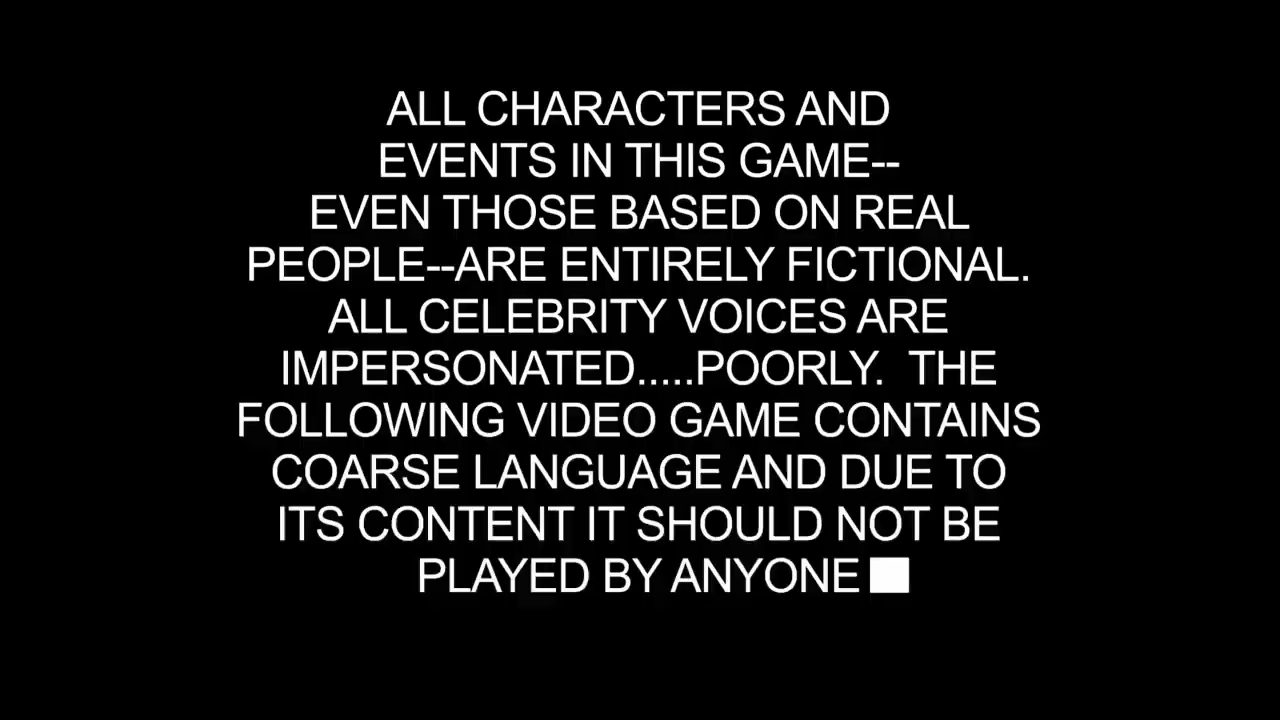 ALL CHARACTERS AND
EVENTS IN THIS GAME--
EVEN THOSE BASED ON REAL
PEOPLE--ARE ENTIRELY FICTIONAL.
ALL CELEBRITY VOICES ARE
IMPERSONATED.....POORLY.  THE
FOLLOWING VIDEO GAME CONTAINS
COARSE LANGUAGE AND DUE TO
ITS CONTENT IT SHOULD NOT BE
PLAYED BY ANYONE ■